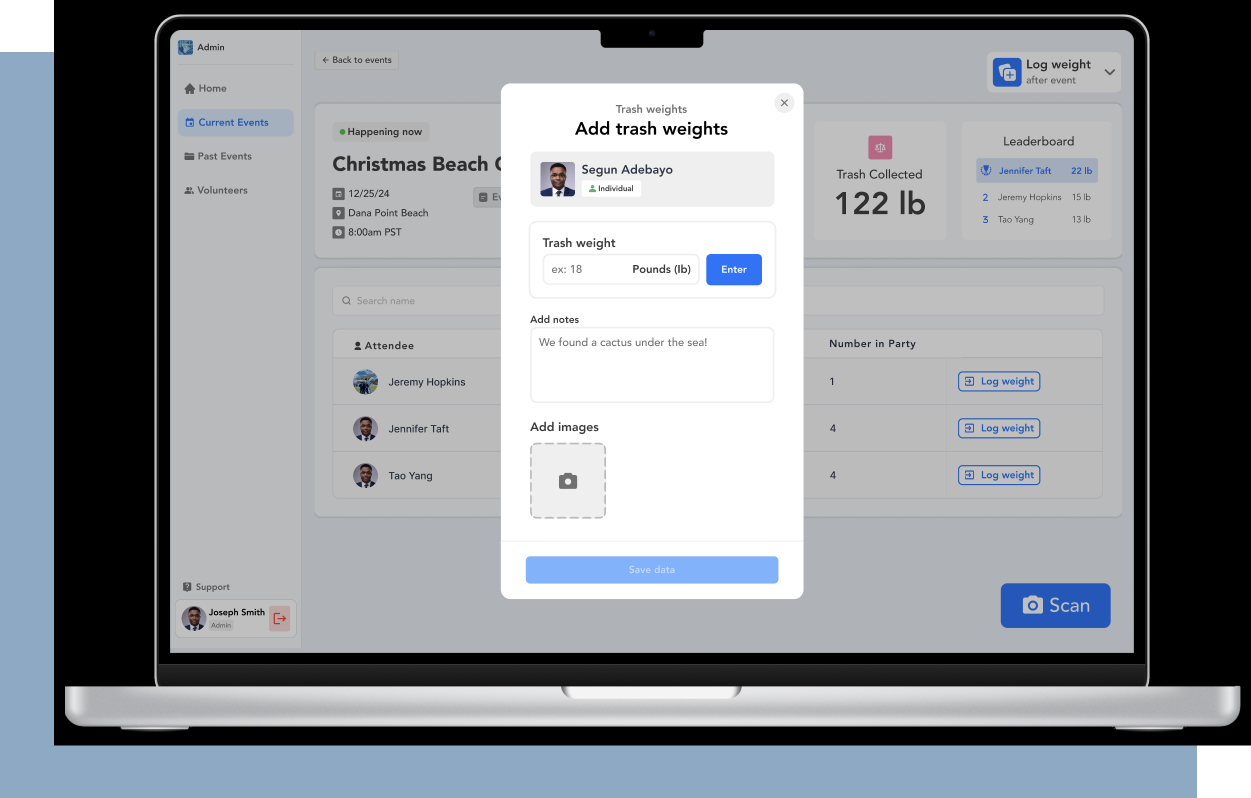 Admin
Home
Current Events
Past Events
Volunteers
Support
Joseph Smith
Admin
← Back to events
Log weight
after event
Happening now
Christmas Beach
12/25/24
Dana Point Beach
8:00am PST
Trash Collected
122 lb
Leaderboard
Jennifer Taft 22 lb
2 Jeremy Hopkins 15 lb
3 Tao Yang 13 lb
Search name
Attendee
Number in Party
Jeremy Hopkins
1
Log weight
Jennifer Taft
4
Log weight
Tao Yang
4
Log weight
Scan
Trash weights
Add trash weights
Segun Adebayo
Individual
Trash weight
ex: 18
Pounds (lb)
Enter
Add notes
We found a cactus under the sea!
Add images
Save data